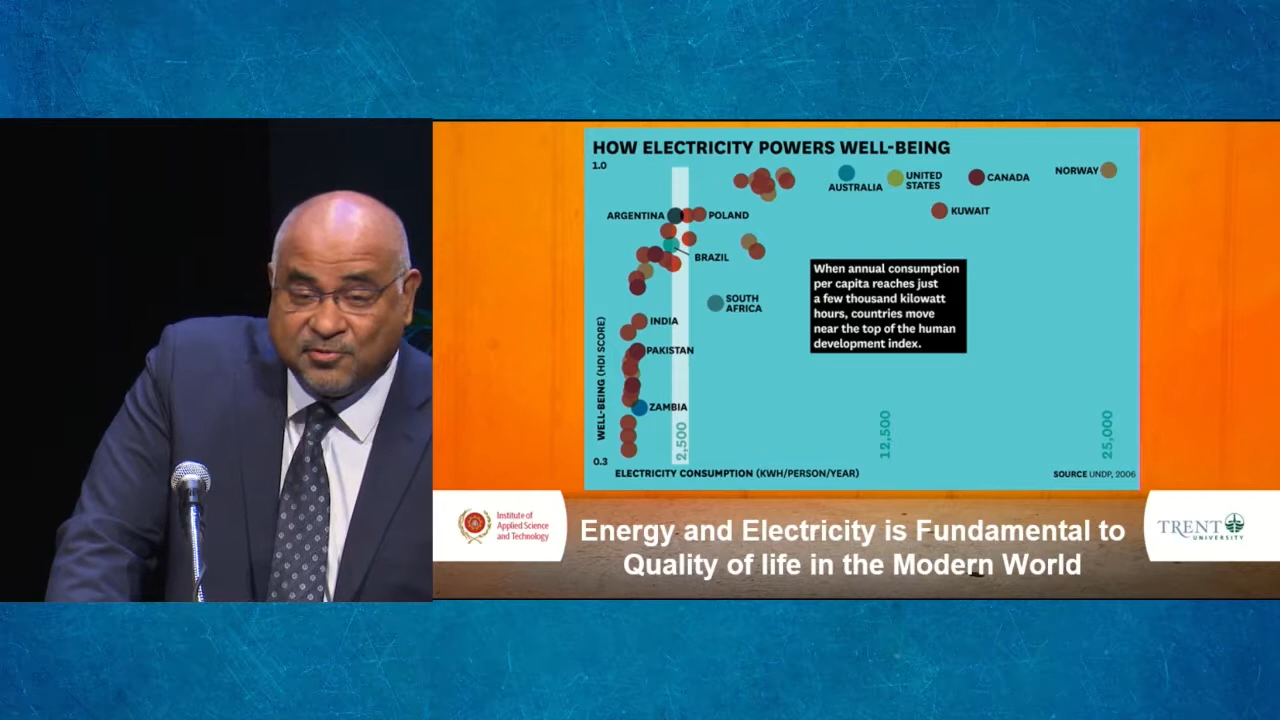 HOW ELECTRICITY POWERS WELL-BEING
1.0
NORWAY
AUSTRALIA
UNITED
STATES
CANADA
KUWAIT
ARGENTINA
POLAND
BRAZIL
When annual consumption
per capita reaches just
a few thousand kilowatt
hours, countries move
near the top of the human
development index.
SOUTH
AFRICA
INDIA
PAKISTAN
ZAMBIA
WELL-BEING (HDI SCORE)
2,500
12,500
25,000
0.3
ELECTRICITY CONSUMPTION (KWH/PERSON/YEAR)
SOURCE UNDP, 2006
Institute of
Applied Science
and Technology
Energy and Electricity is Fundamental to
Quality of life in the Modern World
TRENT
UNIVERSITY